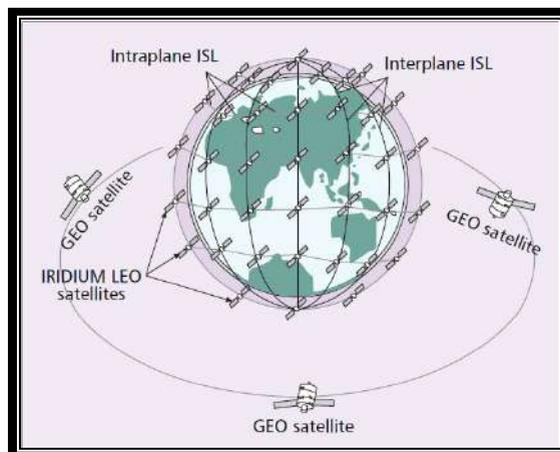 Intraplane ISL
Interplane ISL
GEO satellite
GEO satellite
IRIDIUM LEO
satellites
GEO satellite